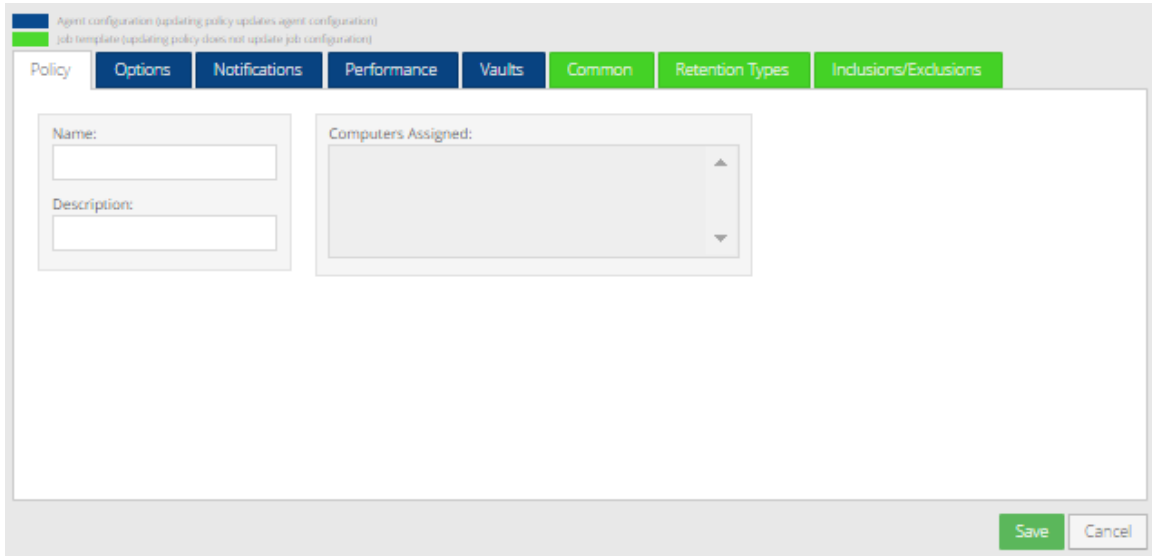 Agent configuration (updating policy updates agent configuration)
Job template (updating policy does not update job configuration)
Policy Options Notifications Performance Vaults Common Retention Types Inclusions/Exclusions
Name: Computers Assigned:
Description:
Save Cancel